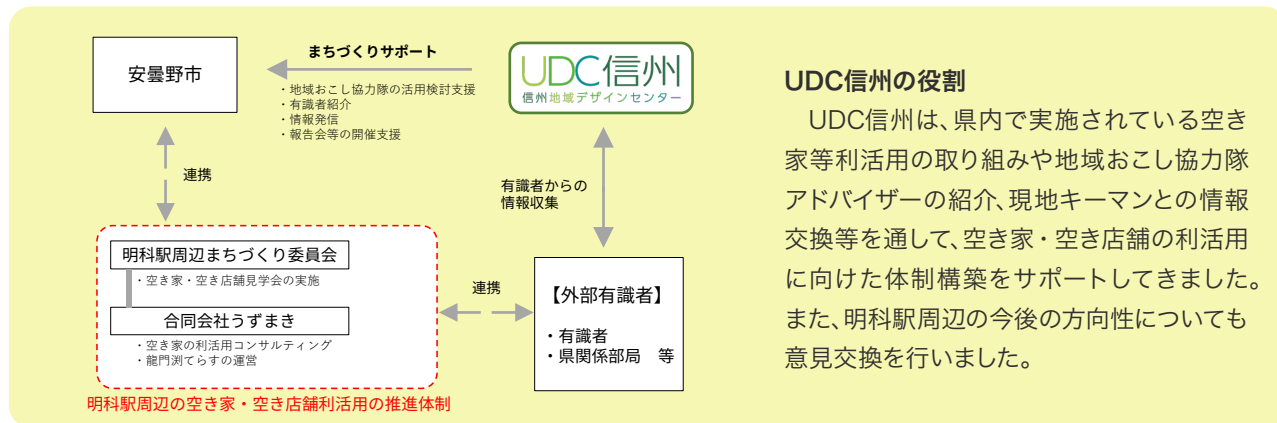 安曇野市
まちづくりサポート
・地域おこし協力隊の活用検討支援
・有識者紹介
・情報発信
・報告会等の開催支援
UDC信州
信州地域デザインセンター
連携
有識者からの
情報収集
明科駅周辺まちづくり委員会
・空き家・空き店舗見学会の実施
合同会社うずまき
・空き家の利活用コンサルティング
・龍門渕てらすの運営
連携
【外部有識者】
・有識者
・県関係部局　等
明科駅周辺の空き家・空き店舗利活用の推進体制
UDC信州の役割
　UDC信州は、県内で実施されている空き
家等利活用の取り組みや地域おこし協力隊
アドバイザーの紹介、現地キーマンとの情報
交換等を通して、空き家・空き店舗の利活用
に向けた体制構築をサポートしてきました。
また、明科駅周辺の今後の方向性についても
意見交換を行いました。